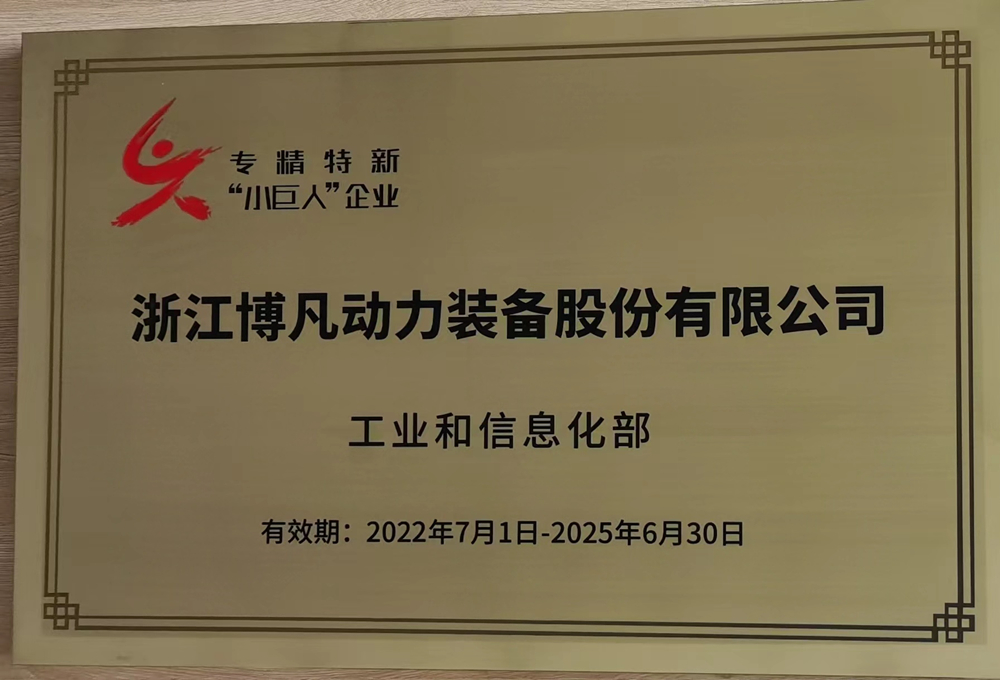 专精特新
“小巨人”企业
浙江博凡动力装备股份有限公司
工业和信息化部
有效期：2022年7月1日-2025年6月30日